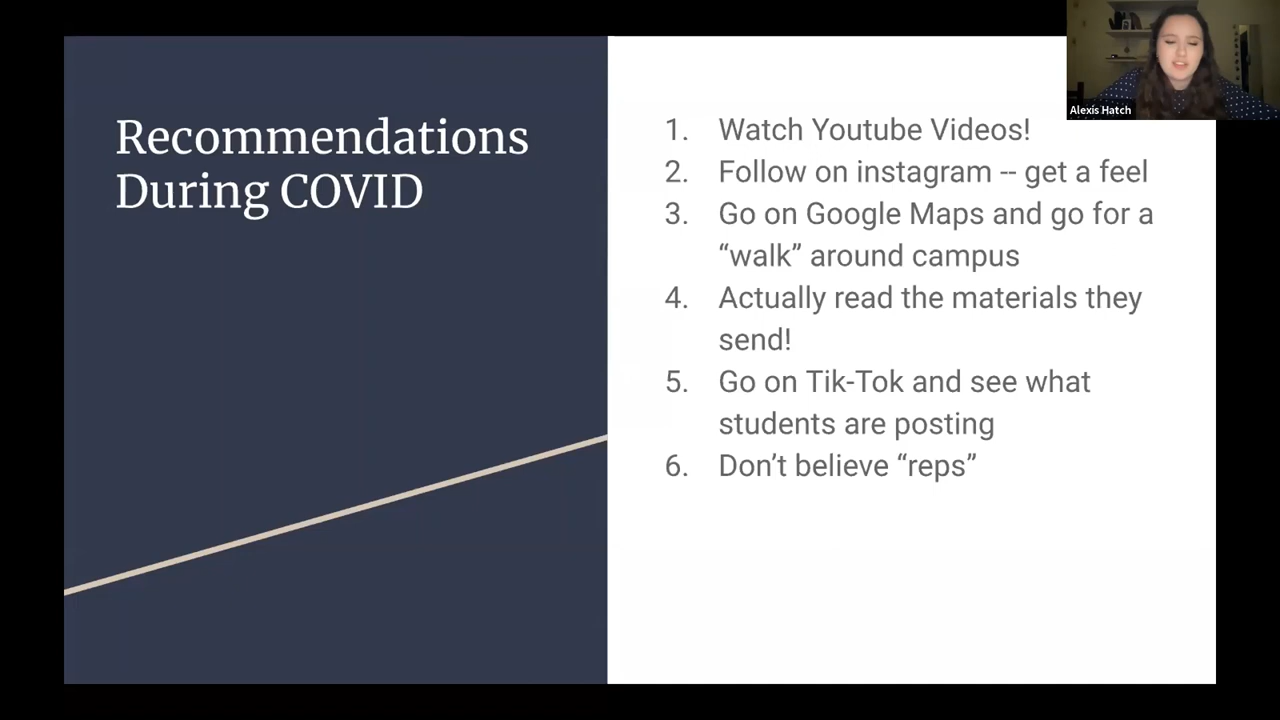 Recommendations
During COVID
1. Watch Youtube Videos!
2. Follow on instagram -- get a feel
3. Go on Google Maps and go for a
“walk” around campus
4. Actually read the materials they
send!
5. Go on Tik-Tok and see what
students are posting
6. Don’t believe “reps”
Alexis Hatch